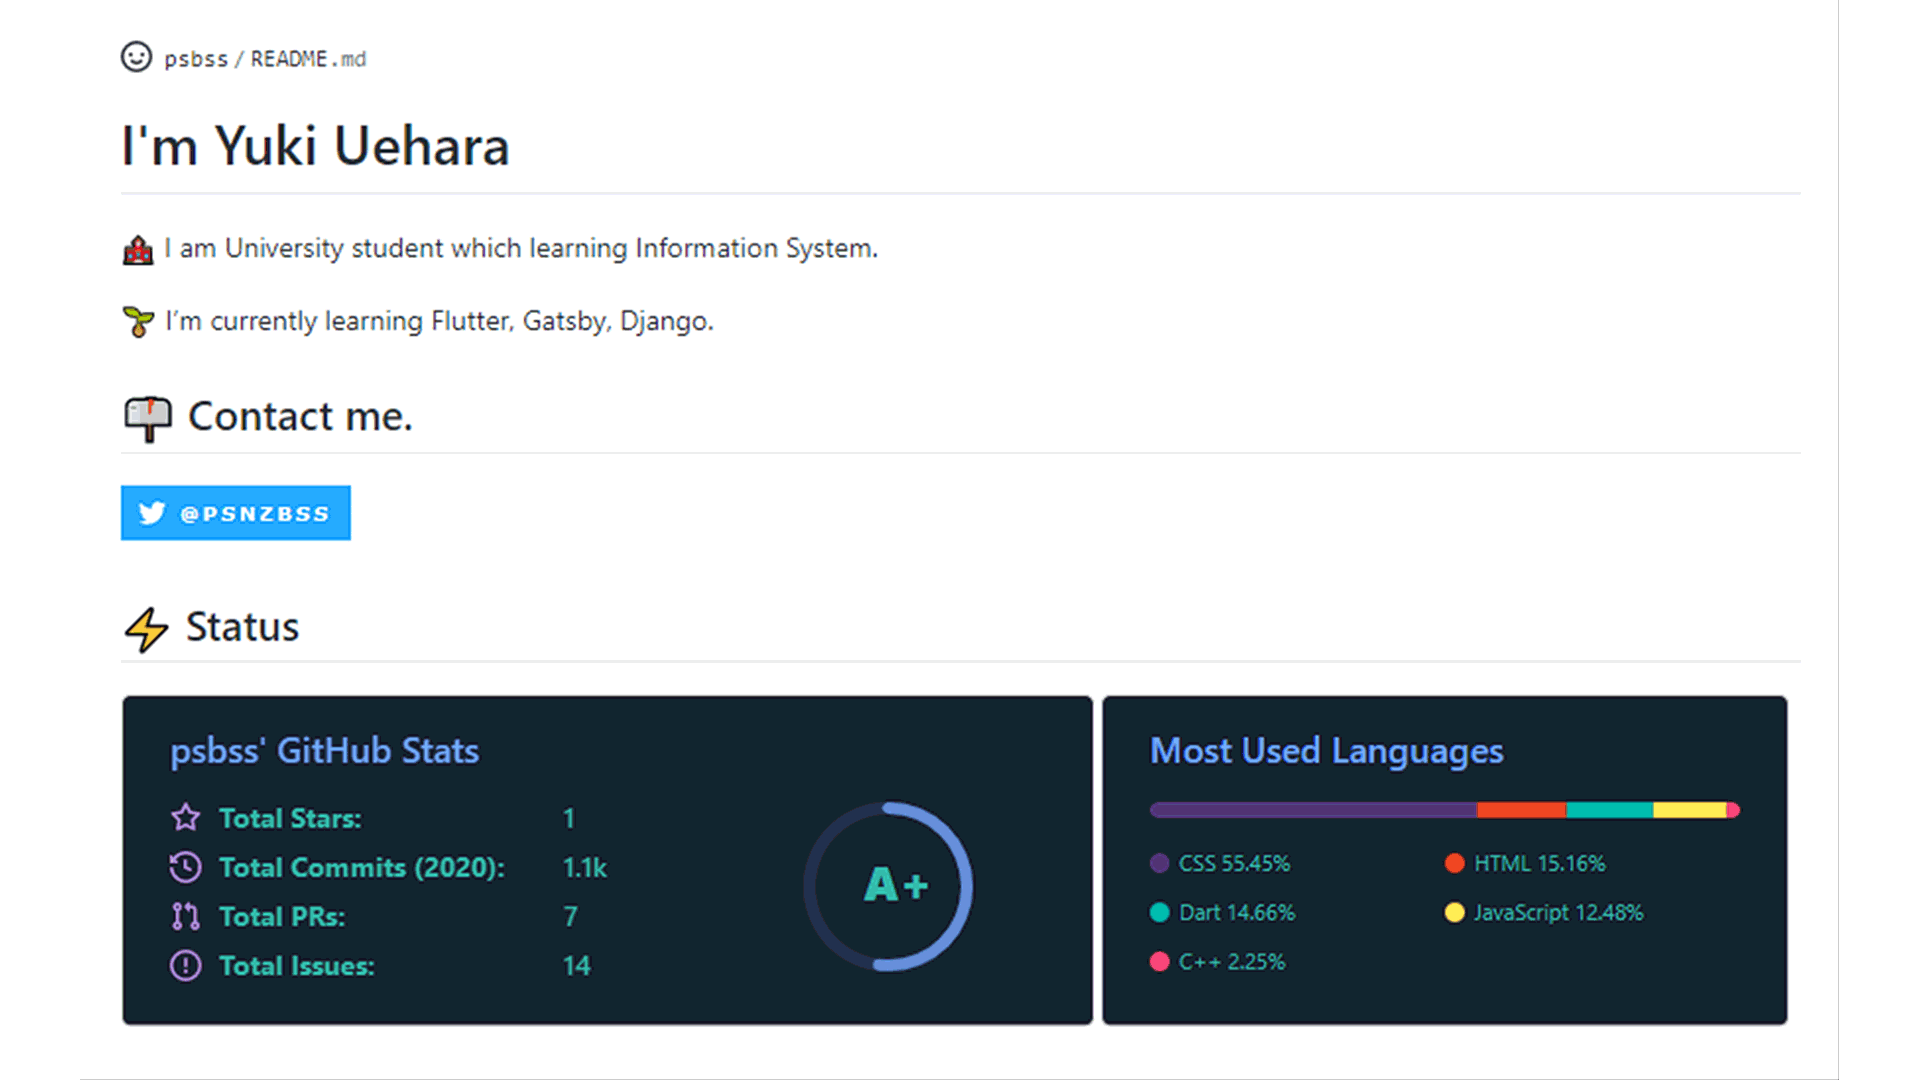 psbss / README.md
I'm Yuki Uehara
I am University student which learning Information System.
I’m currently learning Flutter, Gatsby, Django.
Contact me.
@PSNZBSS
Status
psbss' GitHub Stats
Total Stars: 1
Total Commits (2020): 1.1k
Total PRs: 7
Total Issues: 14
A+
Most Used Languages
CSS 55.45% HTML 15.16%
Dart 14.66% JavaScript 12.48%
C++ 2.25%